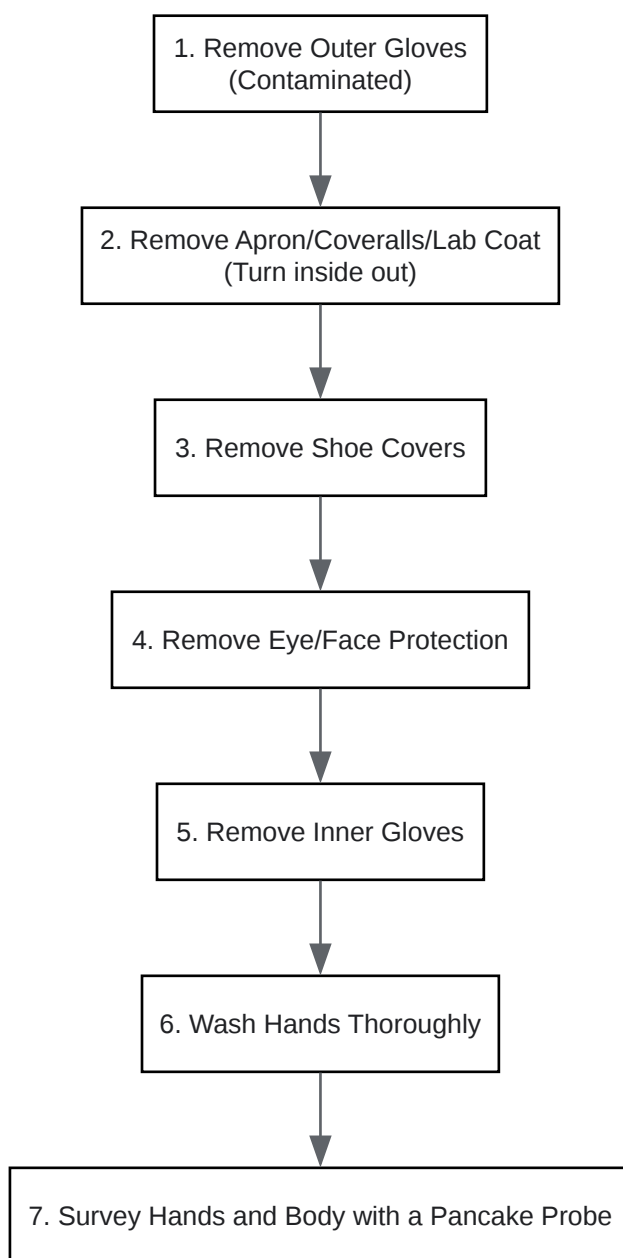 1. Remove Outer Gloves
(Contaminated)
2. Remove Apron/Coveralls/Lab Coat
(Turn inside out)
3. Remove Shoe Covers
4. Remove Eye/Face Protection
5. Remove Inner Gloves
6. Wash Hands Thoroughly
7. Survey Hands and Body with a Pancake Probe